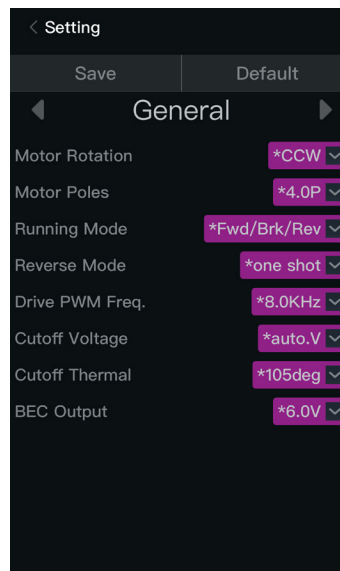 Setting
Save Default
General
Motor Rotation *CCW
Motor Poles *4.0P
Running Mode *Fwd/Brk/Rev
Reverse Mode *one shot
Drive PWM Freq. *8.0KHz
Cutoff Voltage *auto.V
Cutoff Thermal *105deg
BEC Output *6.0V